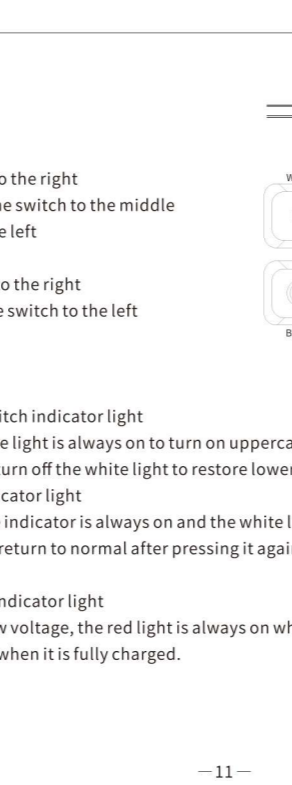 o the right
ne switch to the middle
e left
o the right
e switch to the left
itch indicator light
e light is always on to turn on upperca
turn off the white light to restore lower
icator light
e indicator is always on and the white l
return to normal after pressing it agai
ndicator light
w voltage, the red light is always on wh
when it is fully charged.
W
B
—11—